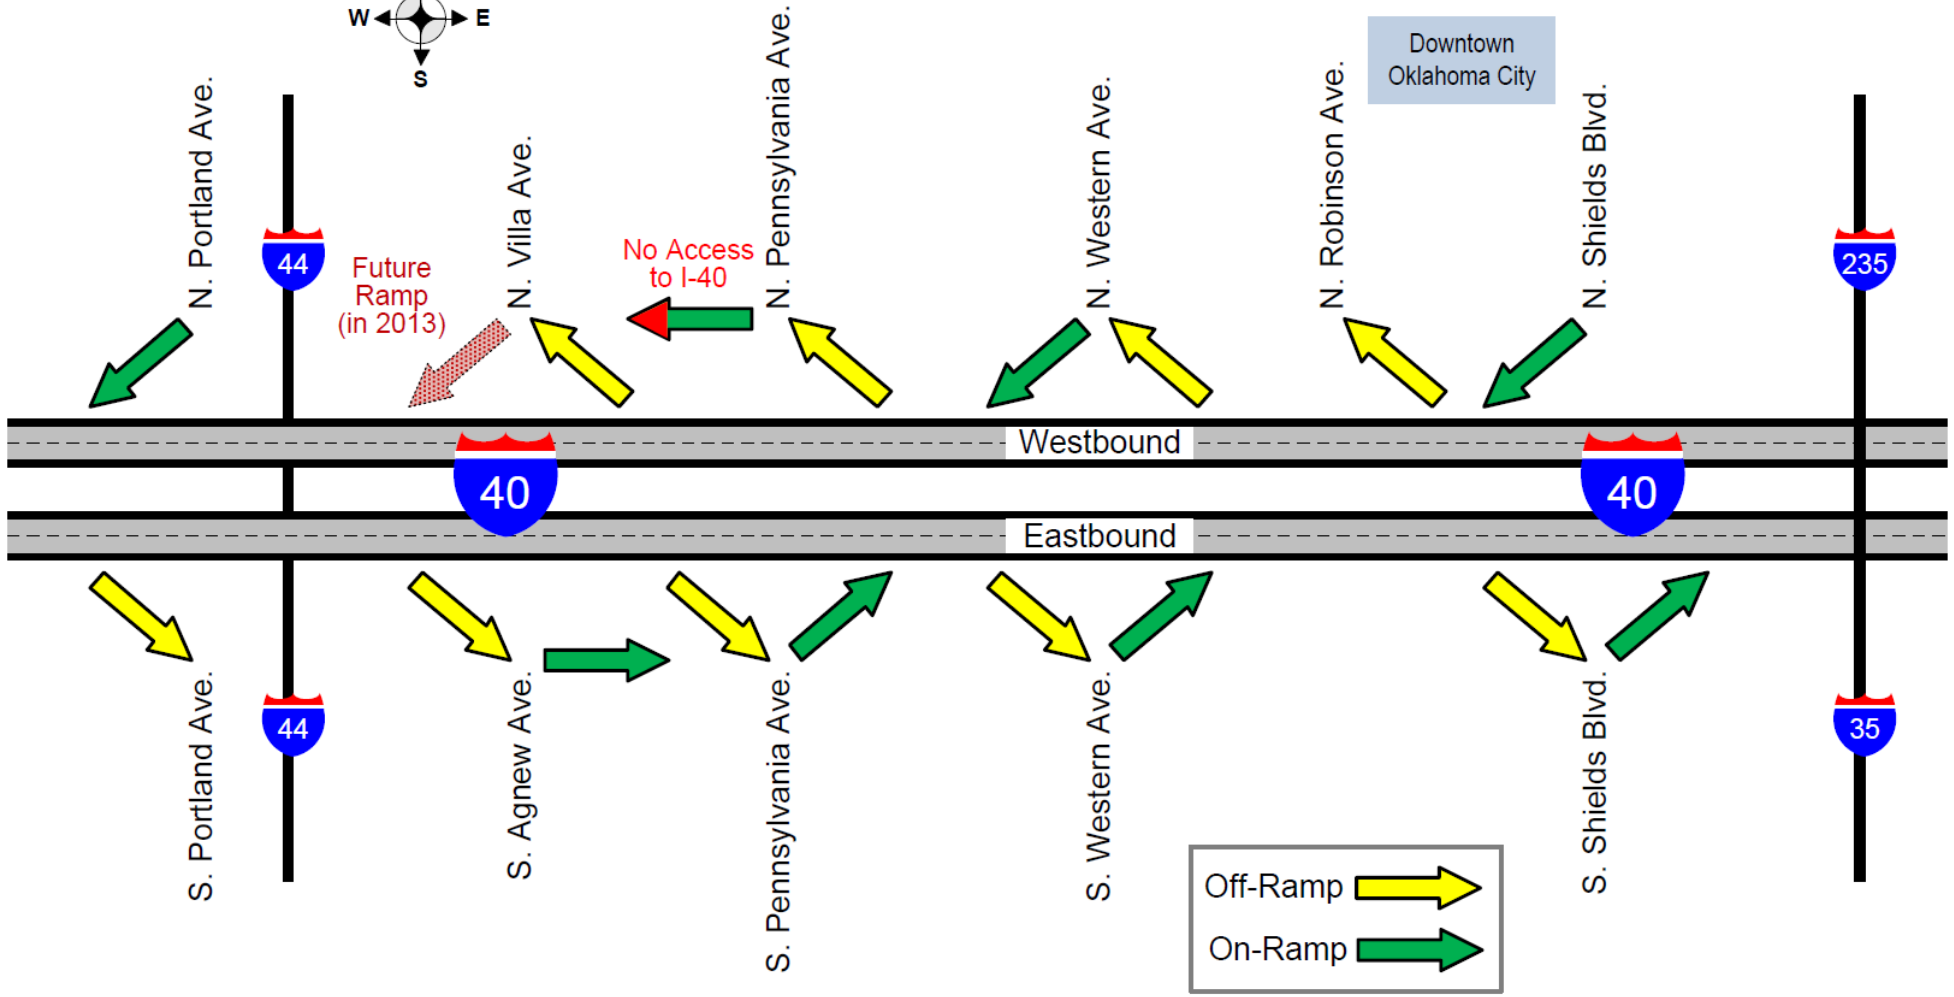 W
E
S
Downtown
Oklahoma City
N. Portland Ave.
N. Villa Ave.
N. Pennsylvania Ave.
N. Western Ave.
N. Robinson Ave.
N. Shields Blvd.
44
235
Future
Ramp
(in 2013)
No Access
to I-40
Westbound
40
40
Eastbound
S. Portland Ave.
44
S. Agnew Ave.
S. Pennsylvania Ave.
S. Western Ave.
S. Shields Blvd.
35
Off-Ramp
On-Ramp